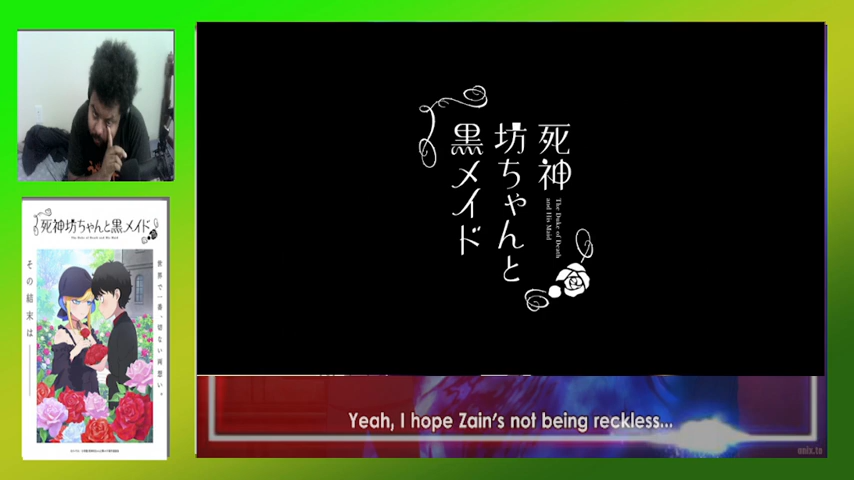 死神
坊ちゃんと
黒メイド
The Duke of Death
and His Maid
死神坊ちゃんと黒メイド
The Duke of Death and His Maid
世界で一番、切ない両想い。
その結末は
Yeah, I hope Zain's not being reckless...